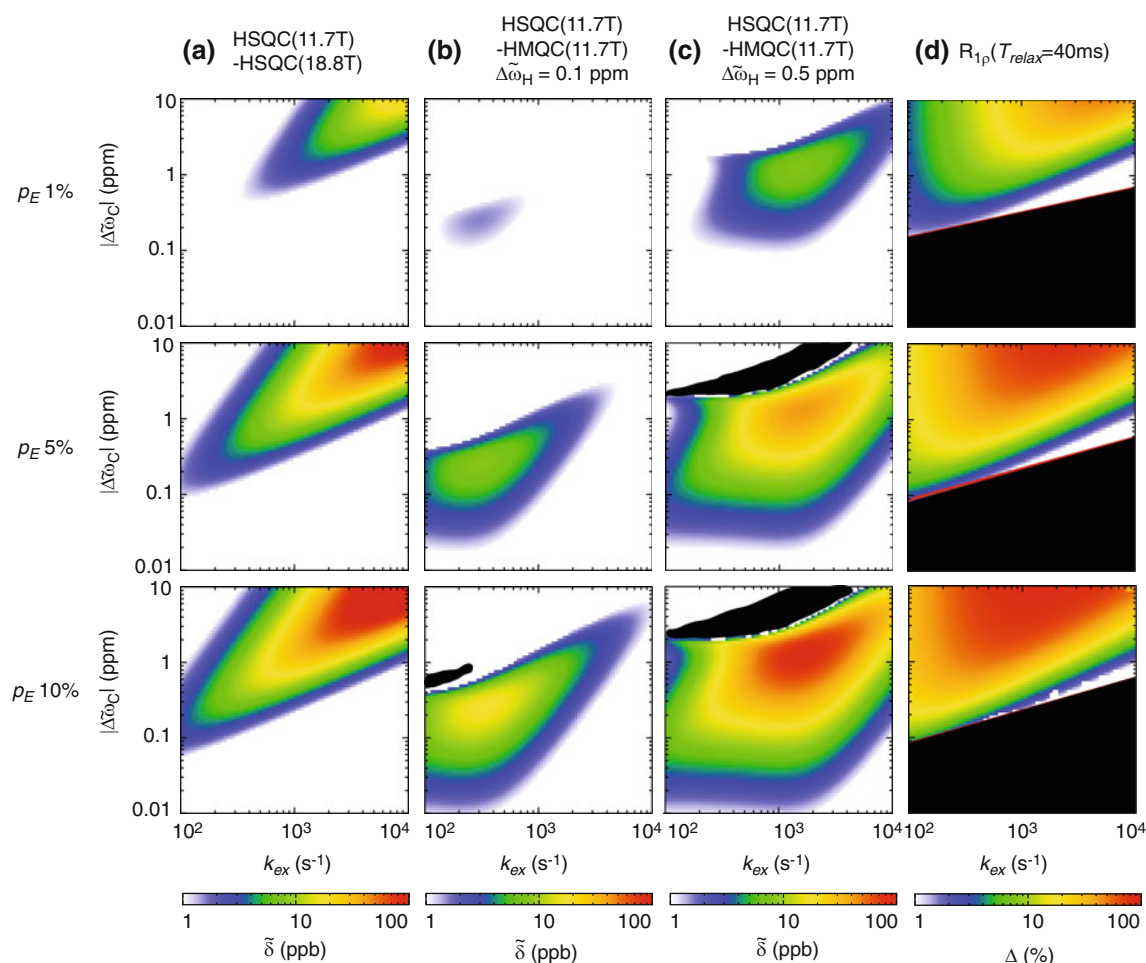 (a) HSQC(11.7T)
-HSQC(18.8T)
(b) HSQC(11.7T)
-HMQC(11.7T)
Δω̃H = 0.1 ppm
(c) HSQC(11.7T)
-HMQC(11.7T)
Δω̃H = 0.5 ppm
(d) R1ρ(Trelax=40ms)
pE 1%
|Δω̃C| (ppm)
10
1
0.1
0.01
pE 5%
|Δω̃C| (ppm)
10
1
0.1
0.01
pE 10%
|Δω̃C| (ppm)
10
1
0.1
0.01
10² 10³ 10⁴ 10² 10³ 10⁴ 10² 10³ 10⁴ 10² 10³ 10⁴
kex (s⁻¹) kex (s⁻¹) kex (s⁻¹) kex (s⁻¹)
1 10 100 1 10 100 1 10 100 1 10 100
δ̃ (ppb) δ̃ (ppb) δ̃ (ppb) Δ (%)